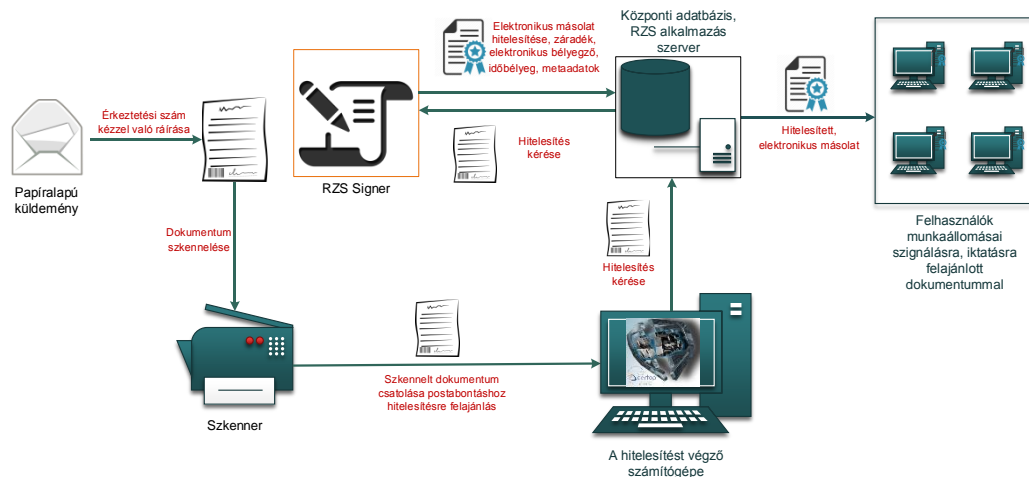 Elektronikus másolat
hitelesítése, záradék,
elektronikus bélyegző,
időbélyeg, metaadatok
Központi adatbázis,
RZS alkalmazás
szerver
Érkeztetési szám
kézzel való ráírása
Papíralapú
küldemény
RZS Signer
Hitelesítés
kérése
Hitelesített,
elektronikus másolat
Felhasználók
munkaállomásai
szignálásra, iktatásra
felajánlott
dokumentummal
Dokumentum
szkennelése
Hitelesítés
kérése
Szkenner
Szkennelt dokumentum
csatolása postabontáshoz
hitelesítésre felajánlás
certop
A hitelesítést végző
számítógépe